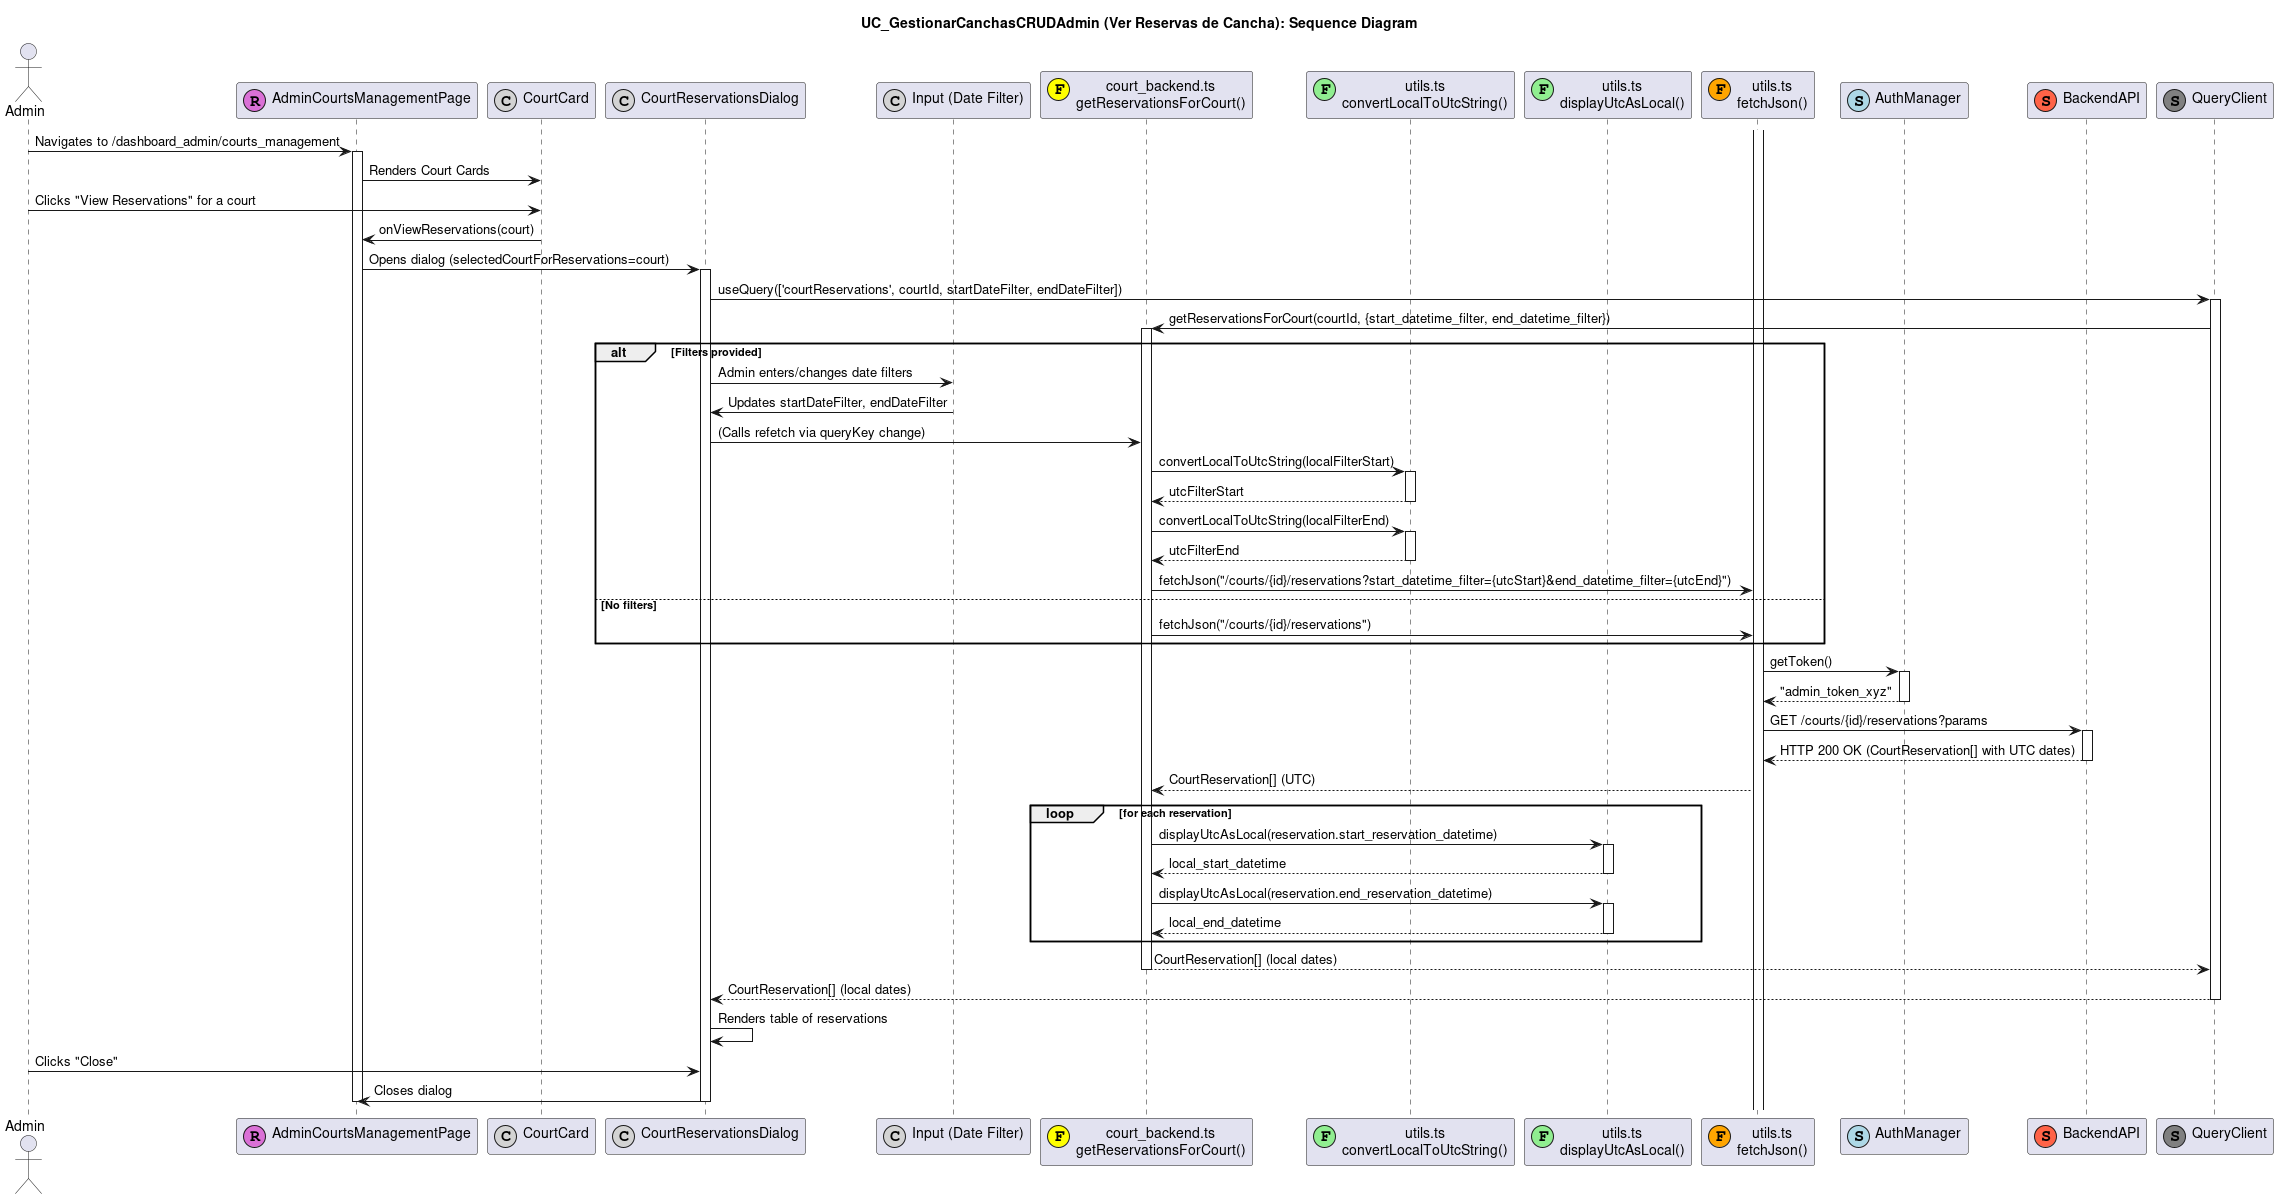 UC_GestionarCanchasCRUDAdmin (Ver Reservas de Cancha): Sequence Diagram
Admin
R AdminCourtsManagementPage
C CourtCard
C CourtReservationsDialog
C Input (Date Filter)
F court_backend.ts
getReservationsForCourt()
F utils.ts
convertLocalToUtcString()
F utils.ts
displayUtcAsLocal()
F utils.ts
fetchJson()
S AuthManager
S BackendAPI
S QueryClient
Navigates to /dashboard_admin/courts_management
Renders Court Cards
Clicks "View Reservations" for a court
onViewReservations(court)
Opens dialog (selectedCourtForReservations=court)
useQuery(['courtReservations', courtId, startDateFilter, endDateFilter])
getReservationsForCourt(courtId, {start_datetime_filter, end_datetime_filter})
alt [Filters provided]
Admin enters/changes date filters
Updates startDateFilter, endDateFilter
(Calls refetch via queryKey change)
convertLocalToUtcString(localFilterStart)
utcFilterStart
convertLocalToUtcString(localFilterEnd)
utcFilterEnd
fetchJson("/courts/{id}/reservations?start_datetime_filter={utcStart}&end_datetime_filter={utcEnd}")
[No filters]
fetchJson("/courts/{id}/reservations")
getToken()
"admin_token_xyz"
GET /courts/{id}/reservations?params
HTTP 200 OK (CourtReservation[] with UTC dates)
CourtReservation[] (UTC)
loop [for each reservation]
displayUtcAsLocal(reservation.start_reservation_datetime)
local_start_datetime
displayUtcAsLocal(reservation.end_reservation_datetime)
local_end_datetime
CourtReservation[] (local dates)
CourtReservation[] (local dates)
Renders table of reservations
Clicks "Close"
Closes dialog
Admin
R AdminCourtsManagementPage
C CourtCard
C CourtReservationsDialog
C Input (Date Filter)
F court_backend.ts
getReservationsForCourt()
F utils.ts
convertLocalToUtcString()
F utils.ts
displayUtcAsLocal()
F utils.ts
fetchJson()
S AuthManager
S BackendAPI
S QueryClient